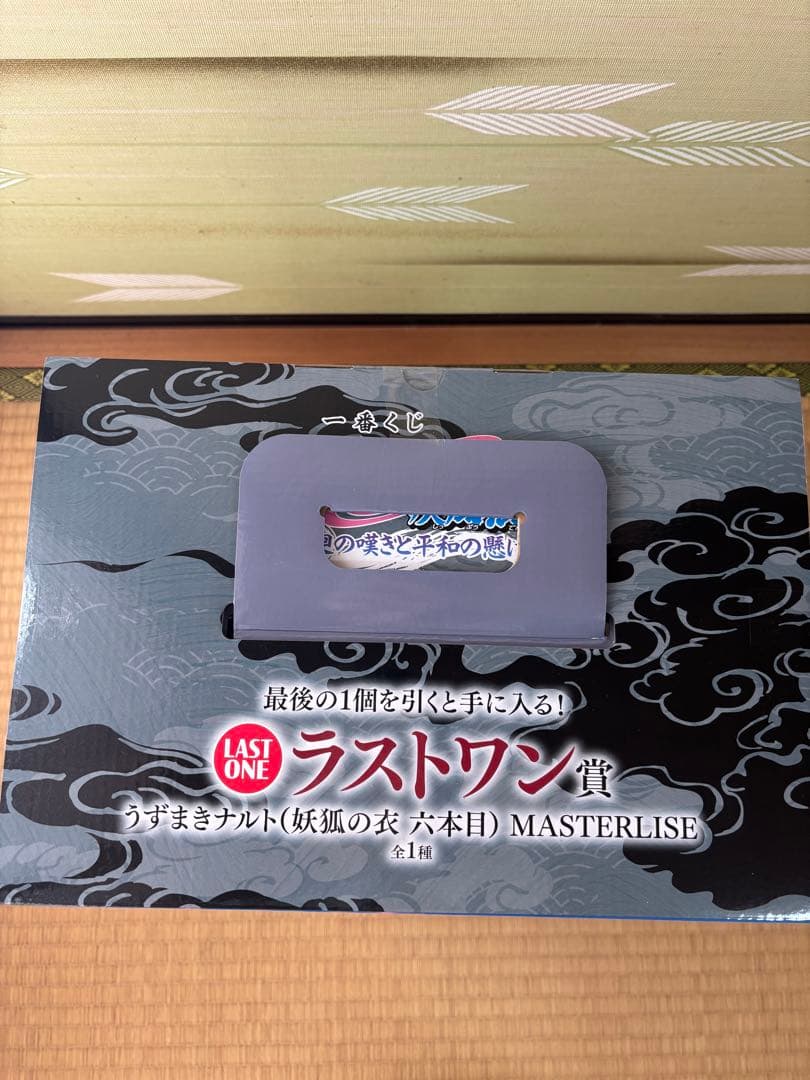 一番くじ
の嘆きと平和の懸
最後の1個を引くと手に入る!
LAST ONE ラストワン賞
うずまきナルト(妖狐の衣 六本目) MASTERLISE
全1種